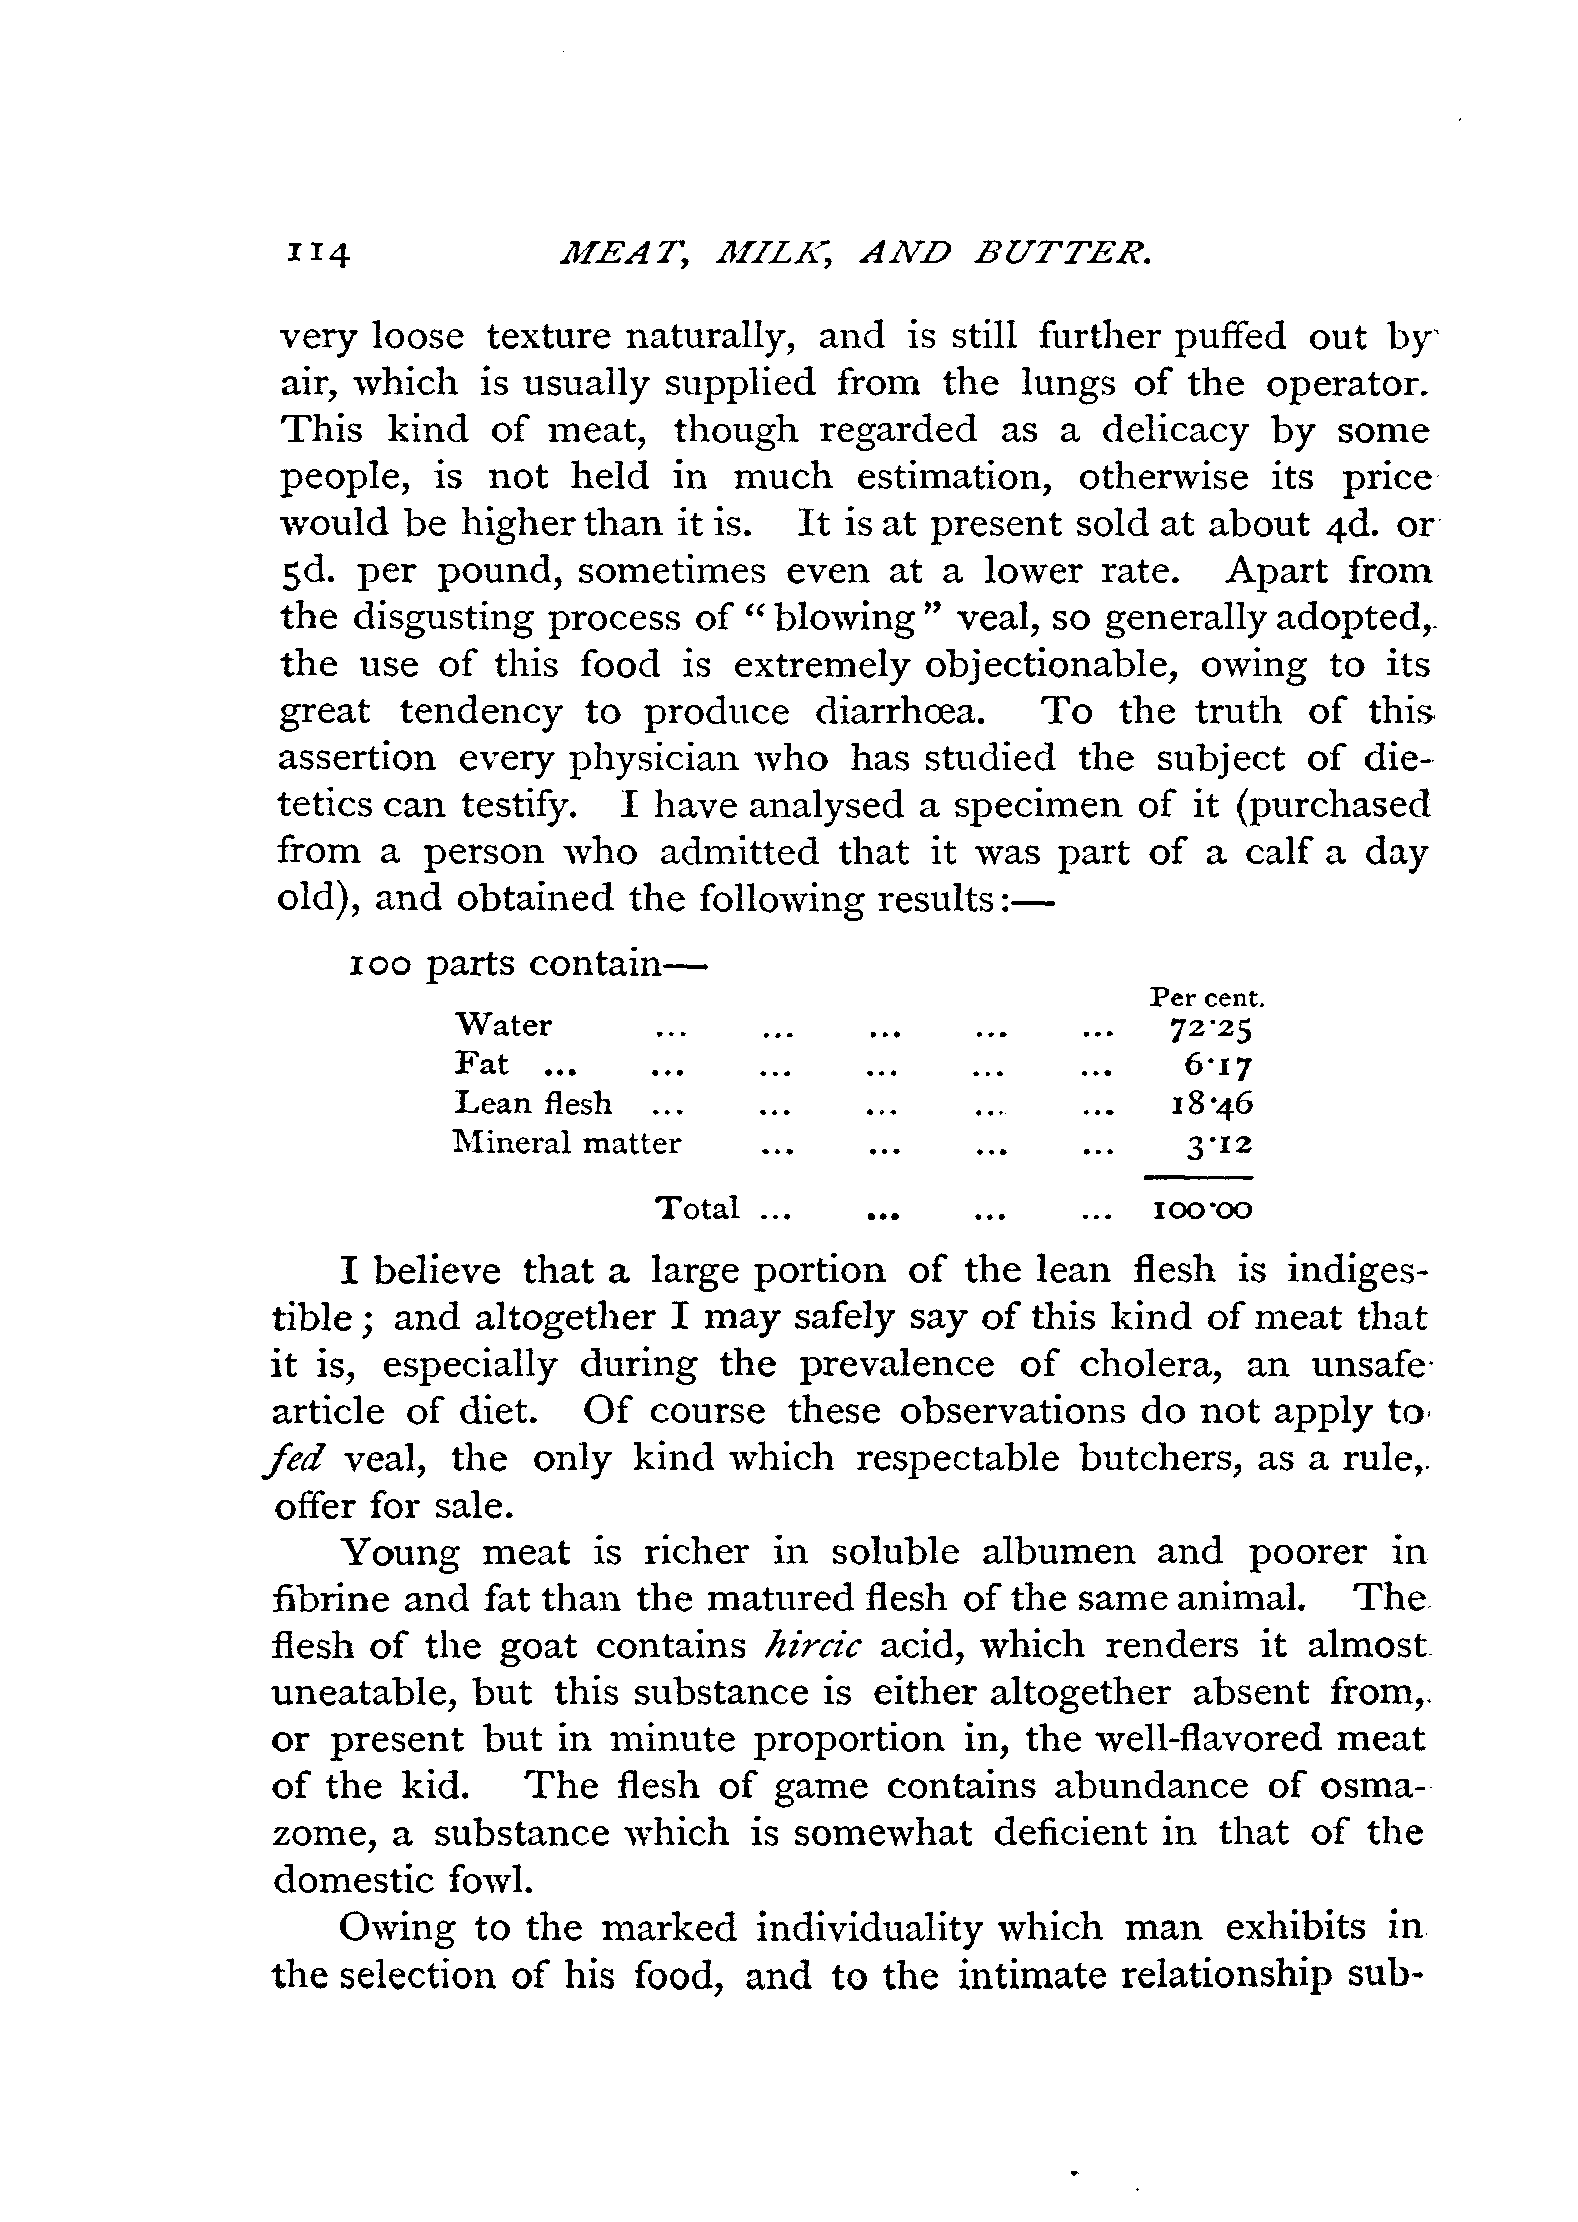 114 MEAT, MILK, AND BUTTER.
very loose texture naturally, and is still further puffed out by
air, which is usually supplied from the lungs of the operator.
This kind of meat, though regarded as a delicacy by some
people, is not held in much estimation, otherwise its price
would be higher than it is. It is at present sold at about 4d. or
5d. per pound, sometimes even at a lower rate. Apart from
the disgusting process of "blowing" veal, so generally adopted,
the use of this food is extremely objectionable, owing to its
great tendency to produce diarrhœa. To the truth of this
assertion every physician who has studied the subject of die-
tetics can testify. I have analysed a specimen of it (purchased
from a person who admitted that it was part of a calf a day
old), and obtained the following results:—
100 parts contain—
Per cent.
Water ... ... ... ... ... 72·25
Fat ... ... ... ... ... ... 6·17
Lean flesh ... ... ... ... ... 18·46
Mineral matter ... ... ... ... 3·12
Total ... ... ... ... 100·00
I believe that a large portion of the lean flesh is indiges-
tible; and altogether I may safely say of this kind of meat that
it is, especially during the prevalence of cholera, an unsafe
article of diet. Of course these observations do not apply to
fed veal, the only kind which respectable butchers, as a rule,
offer for sale.
Young meat is richer in soluble albumen and poorer in
fibrine and fat than the matured flesh of the same animal. The
flesh of the goat contains hircic acid, which renders it almost
uneatable, but this substance is either altogether absent from,
or present but in minute proportion in, the well-flavored meat
of the kid. The flesh of game contains abundance of osma-
zome, a substance which is somewhat deficient in that of the
domestic fowl.
Owing to the marked individuality which man exhibits in
the selection of his food, and to the intimate relationship sub-